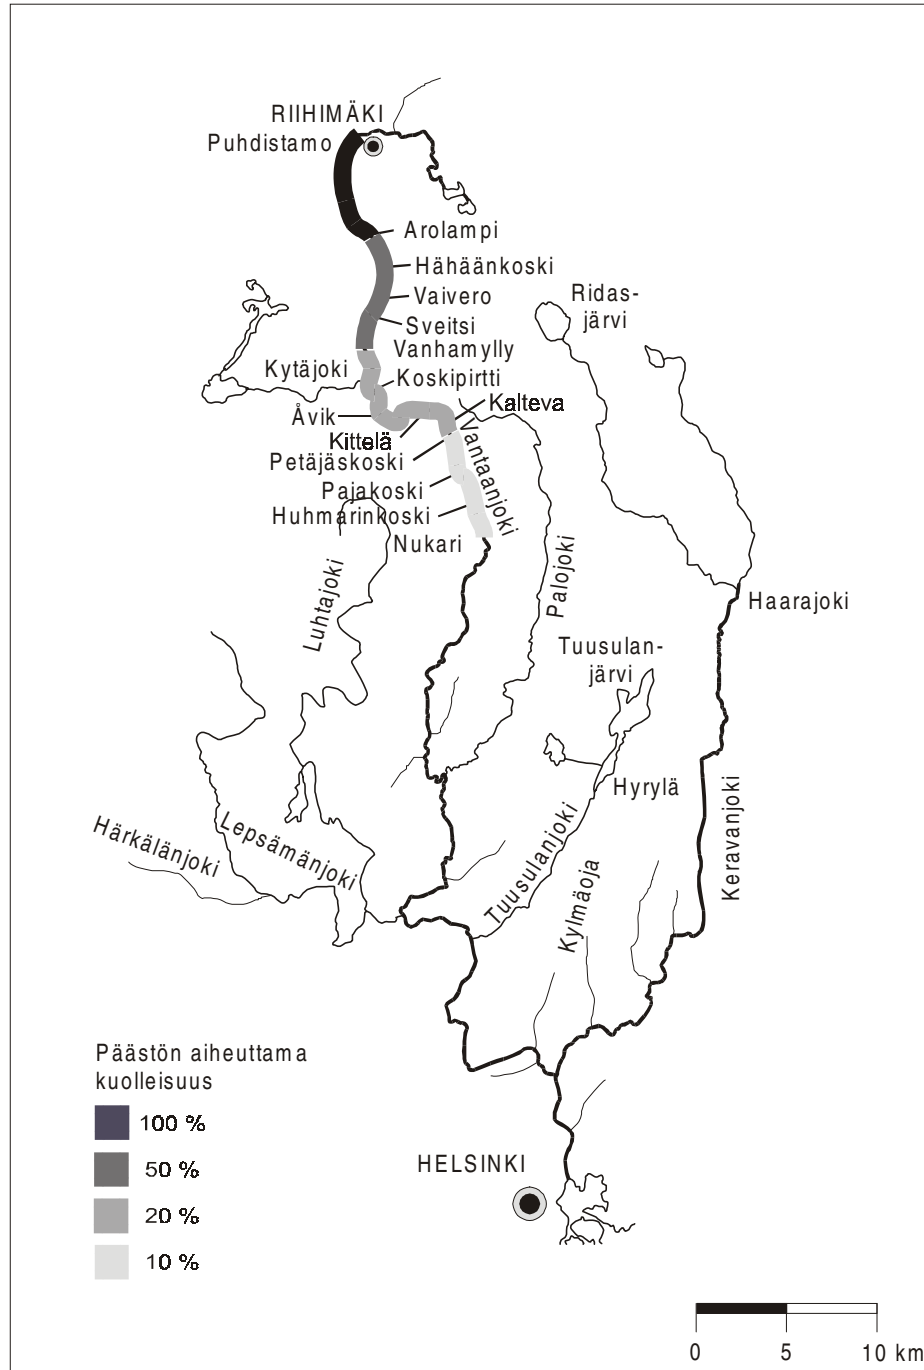 RIIHIMÄKI
Puhdistamo
Arolampi
Hähäänkoski
Vaivero
Sveitsi
Vanhamylly
Ridas-
järvi
Kytäjoki
Koskipirtti
Åvik
Kalteva
Kittelä
Petäjäskoski
Vantaanjoki
Pajakoski
Huhmarinkoski
Nukari
Luhtajoki
Palojoki
Haarajoki
Tuusulan-
järvi
Hyrylä
Keravanjoki
Härkälänjoki
Lepsämänjoki
Tuusulanjoki
Kylmäoja
Päästön aiheuttama
kuolleisuus
100 %
50 %
20 %
10 %
HELSINKI
0 5 10 km